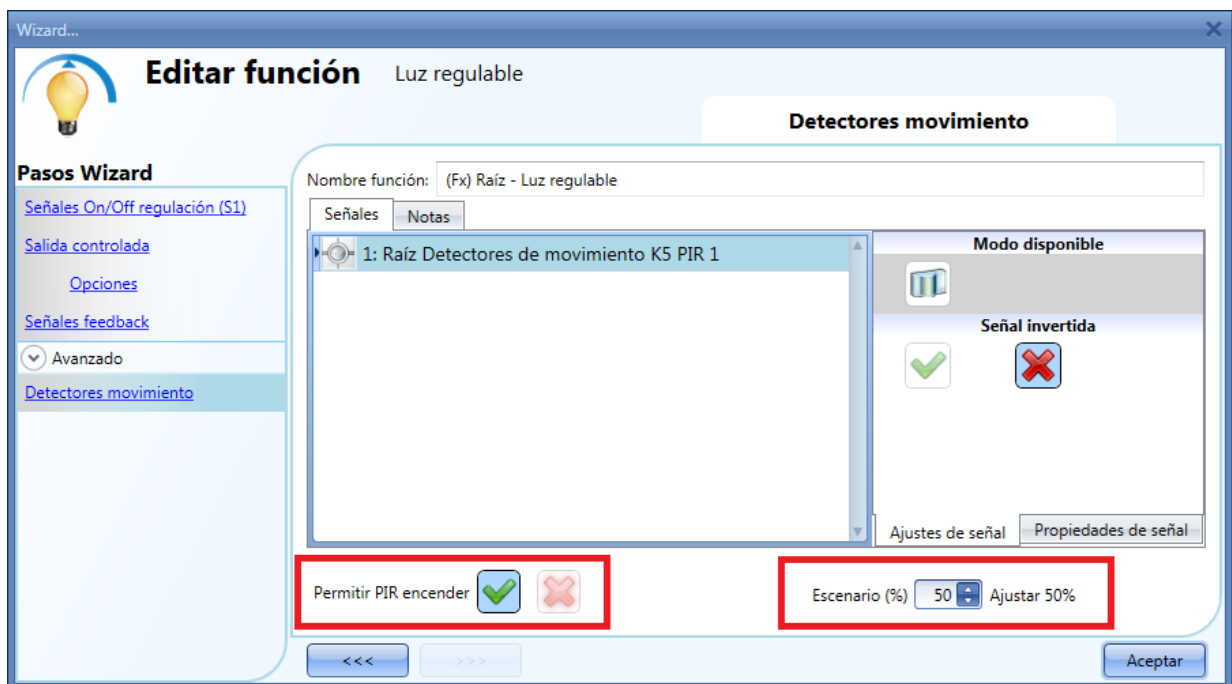 Wizard...
Editar función Luz regulable
Detectores movimiento
Pasos Wizard
Señales On/Off regulación (S1)
Salida controlada
Opciones
Señales feedback
Avanzado
Detectores movimiento
Nombre función: (Fx) Raíz - Luz regulable
Señales Notas
1: Raíz Detectores de movimiento K5 PIR 1
Modo disponible
Señal invertida
Ajustes de señal Propiedades de señal
Permitir PIR encender
Escenario (%) 50 Ajustar 50%
<<< >>> Aceptar